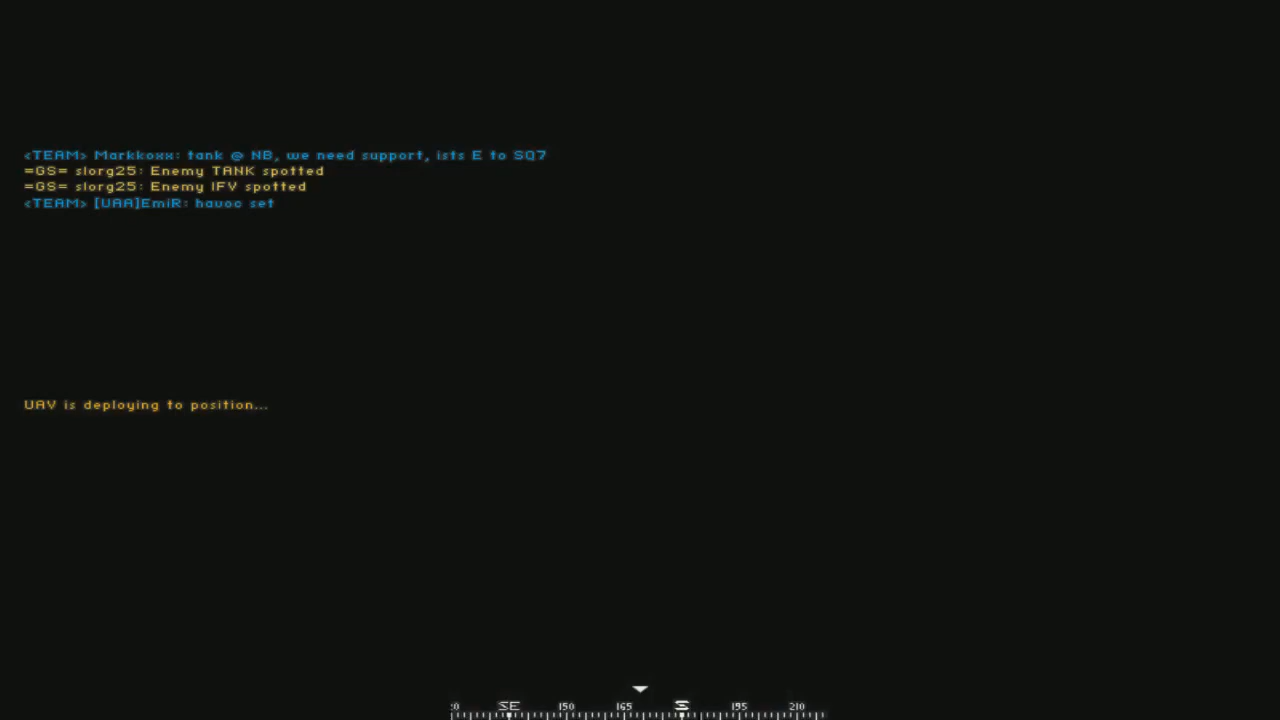 <TEAM> Markkoxx: tank @ NB, we need support, ists E to SQ7
=GS= slorg25: Enemy TANK spotted
=GS= slorg25: Enemy IFV spotted
<TEAM> [UAA]EmiR: havoc set
UAV is deploying to position...
SE 150 165 S 195 210